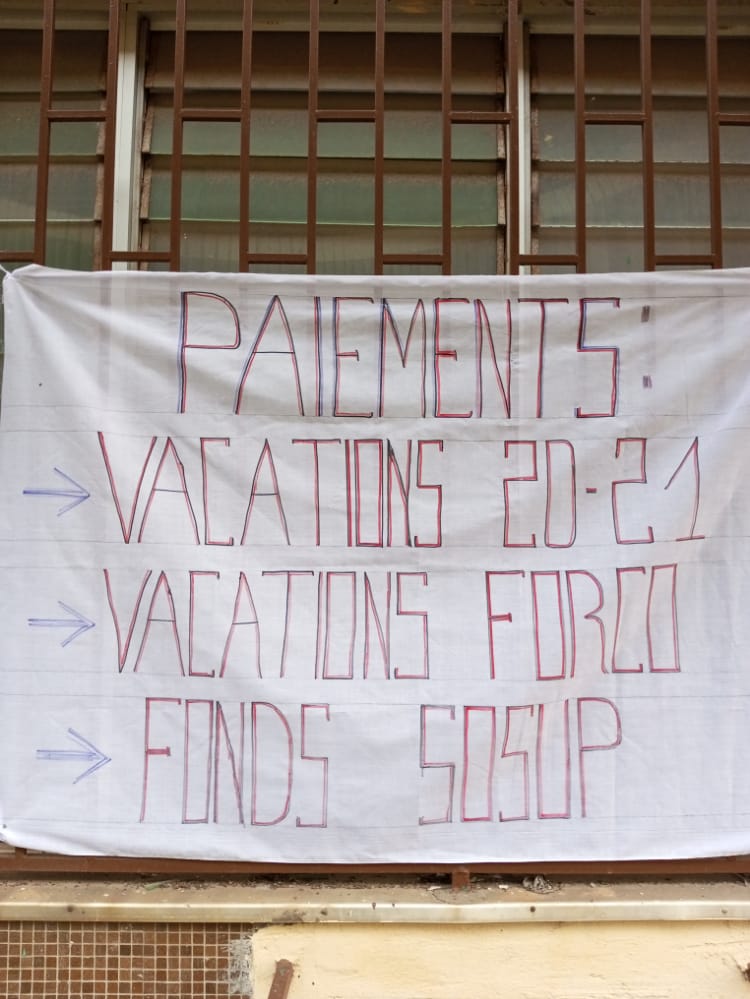 PAIEMENTS:
→ VACATIONS 20-21
→ VACATIONS FORCO
→ FONDS SOSUP